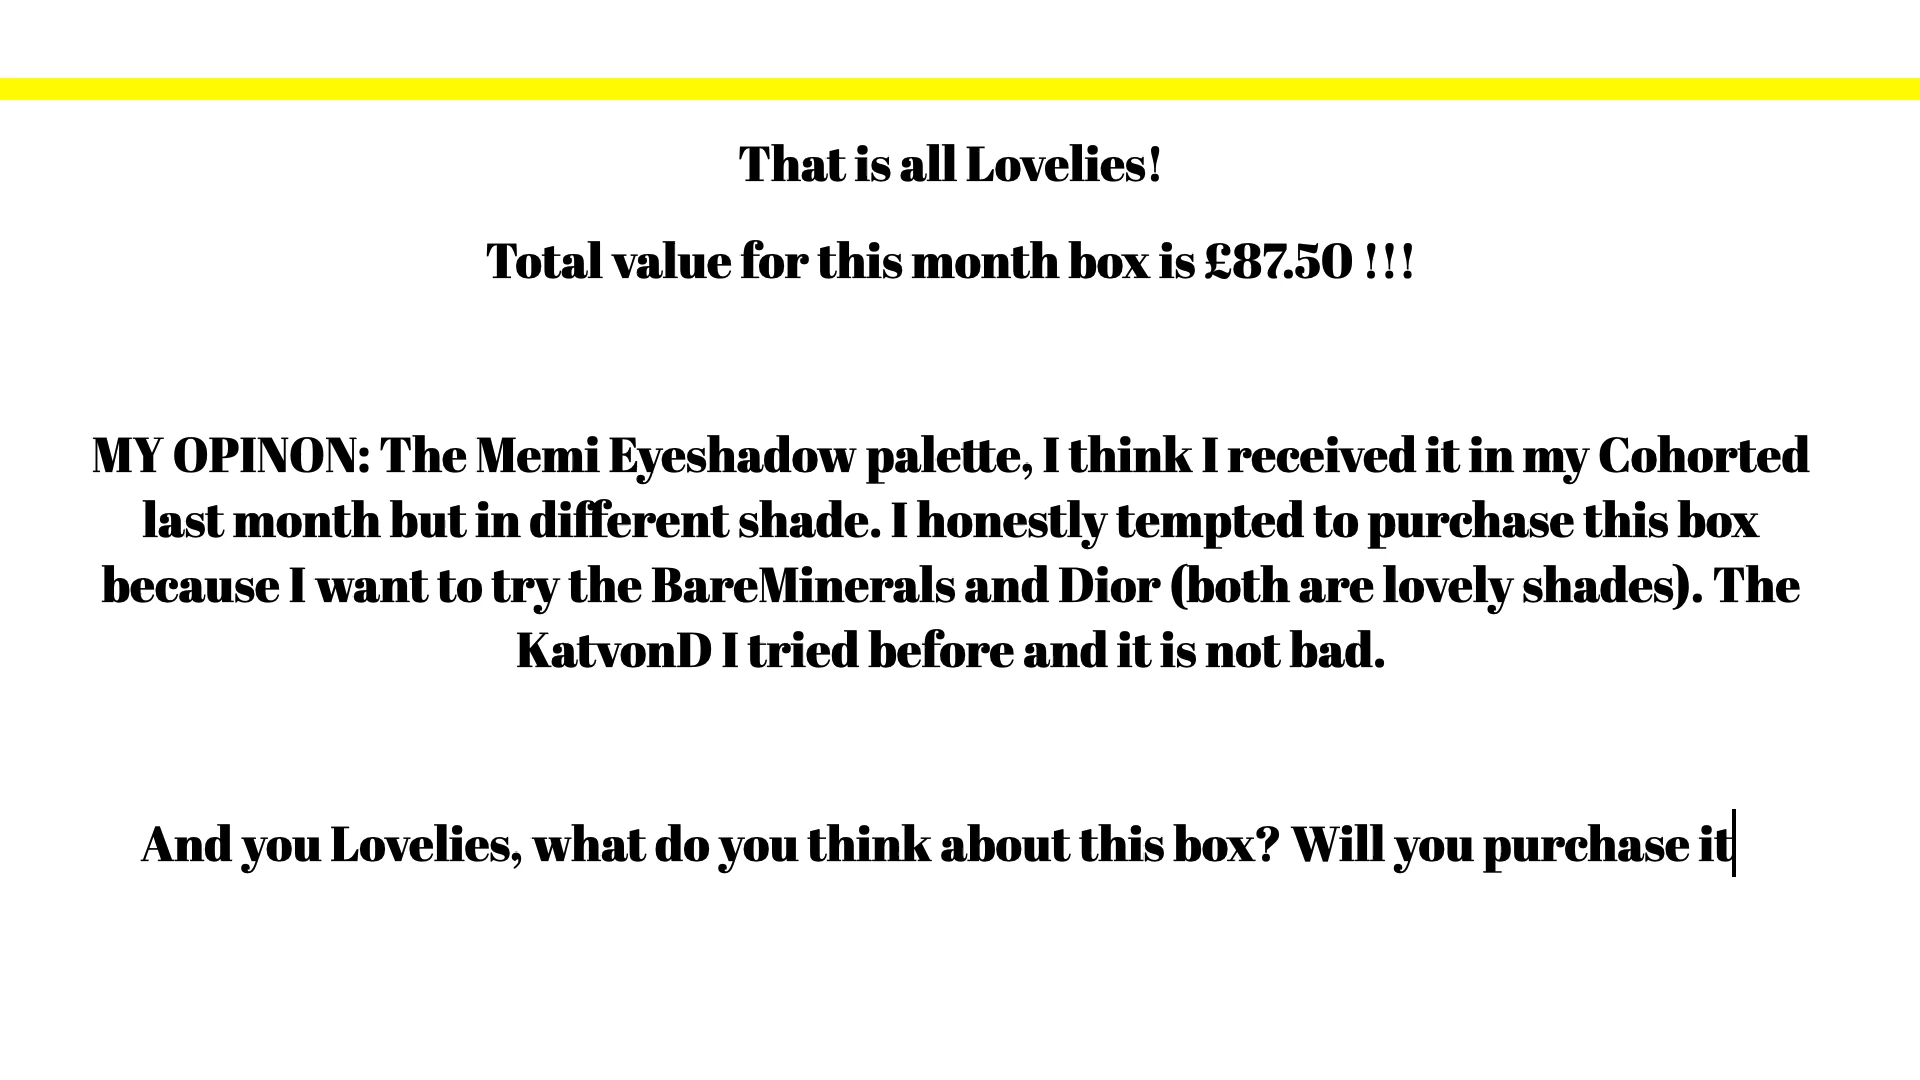 That is all Lovelies!
Total value for this month box is £87.50 !!!
MY OPINON: The Memi Eyeshadow palette, I think I received it in my Cohorted
last month but in different shade. I honestly tempted to purchase this box
because I want to try the BareMinerals and Dior (both are lovely shades). The
KatvonD I tried before and it is not bad.
And you Lovelies, what do you think about this box? Will you purchase it